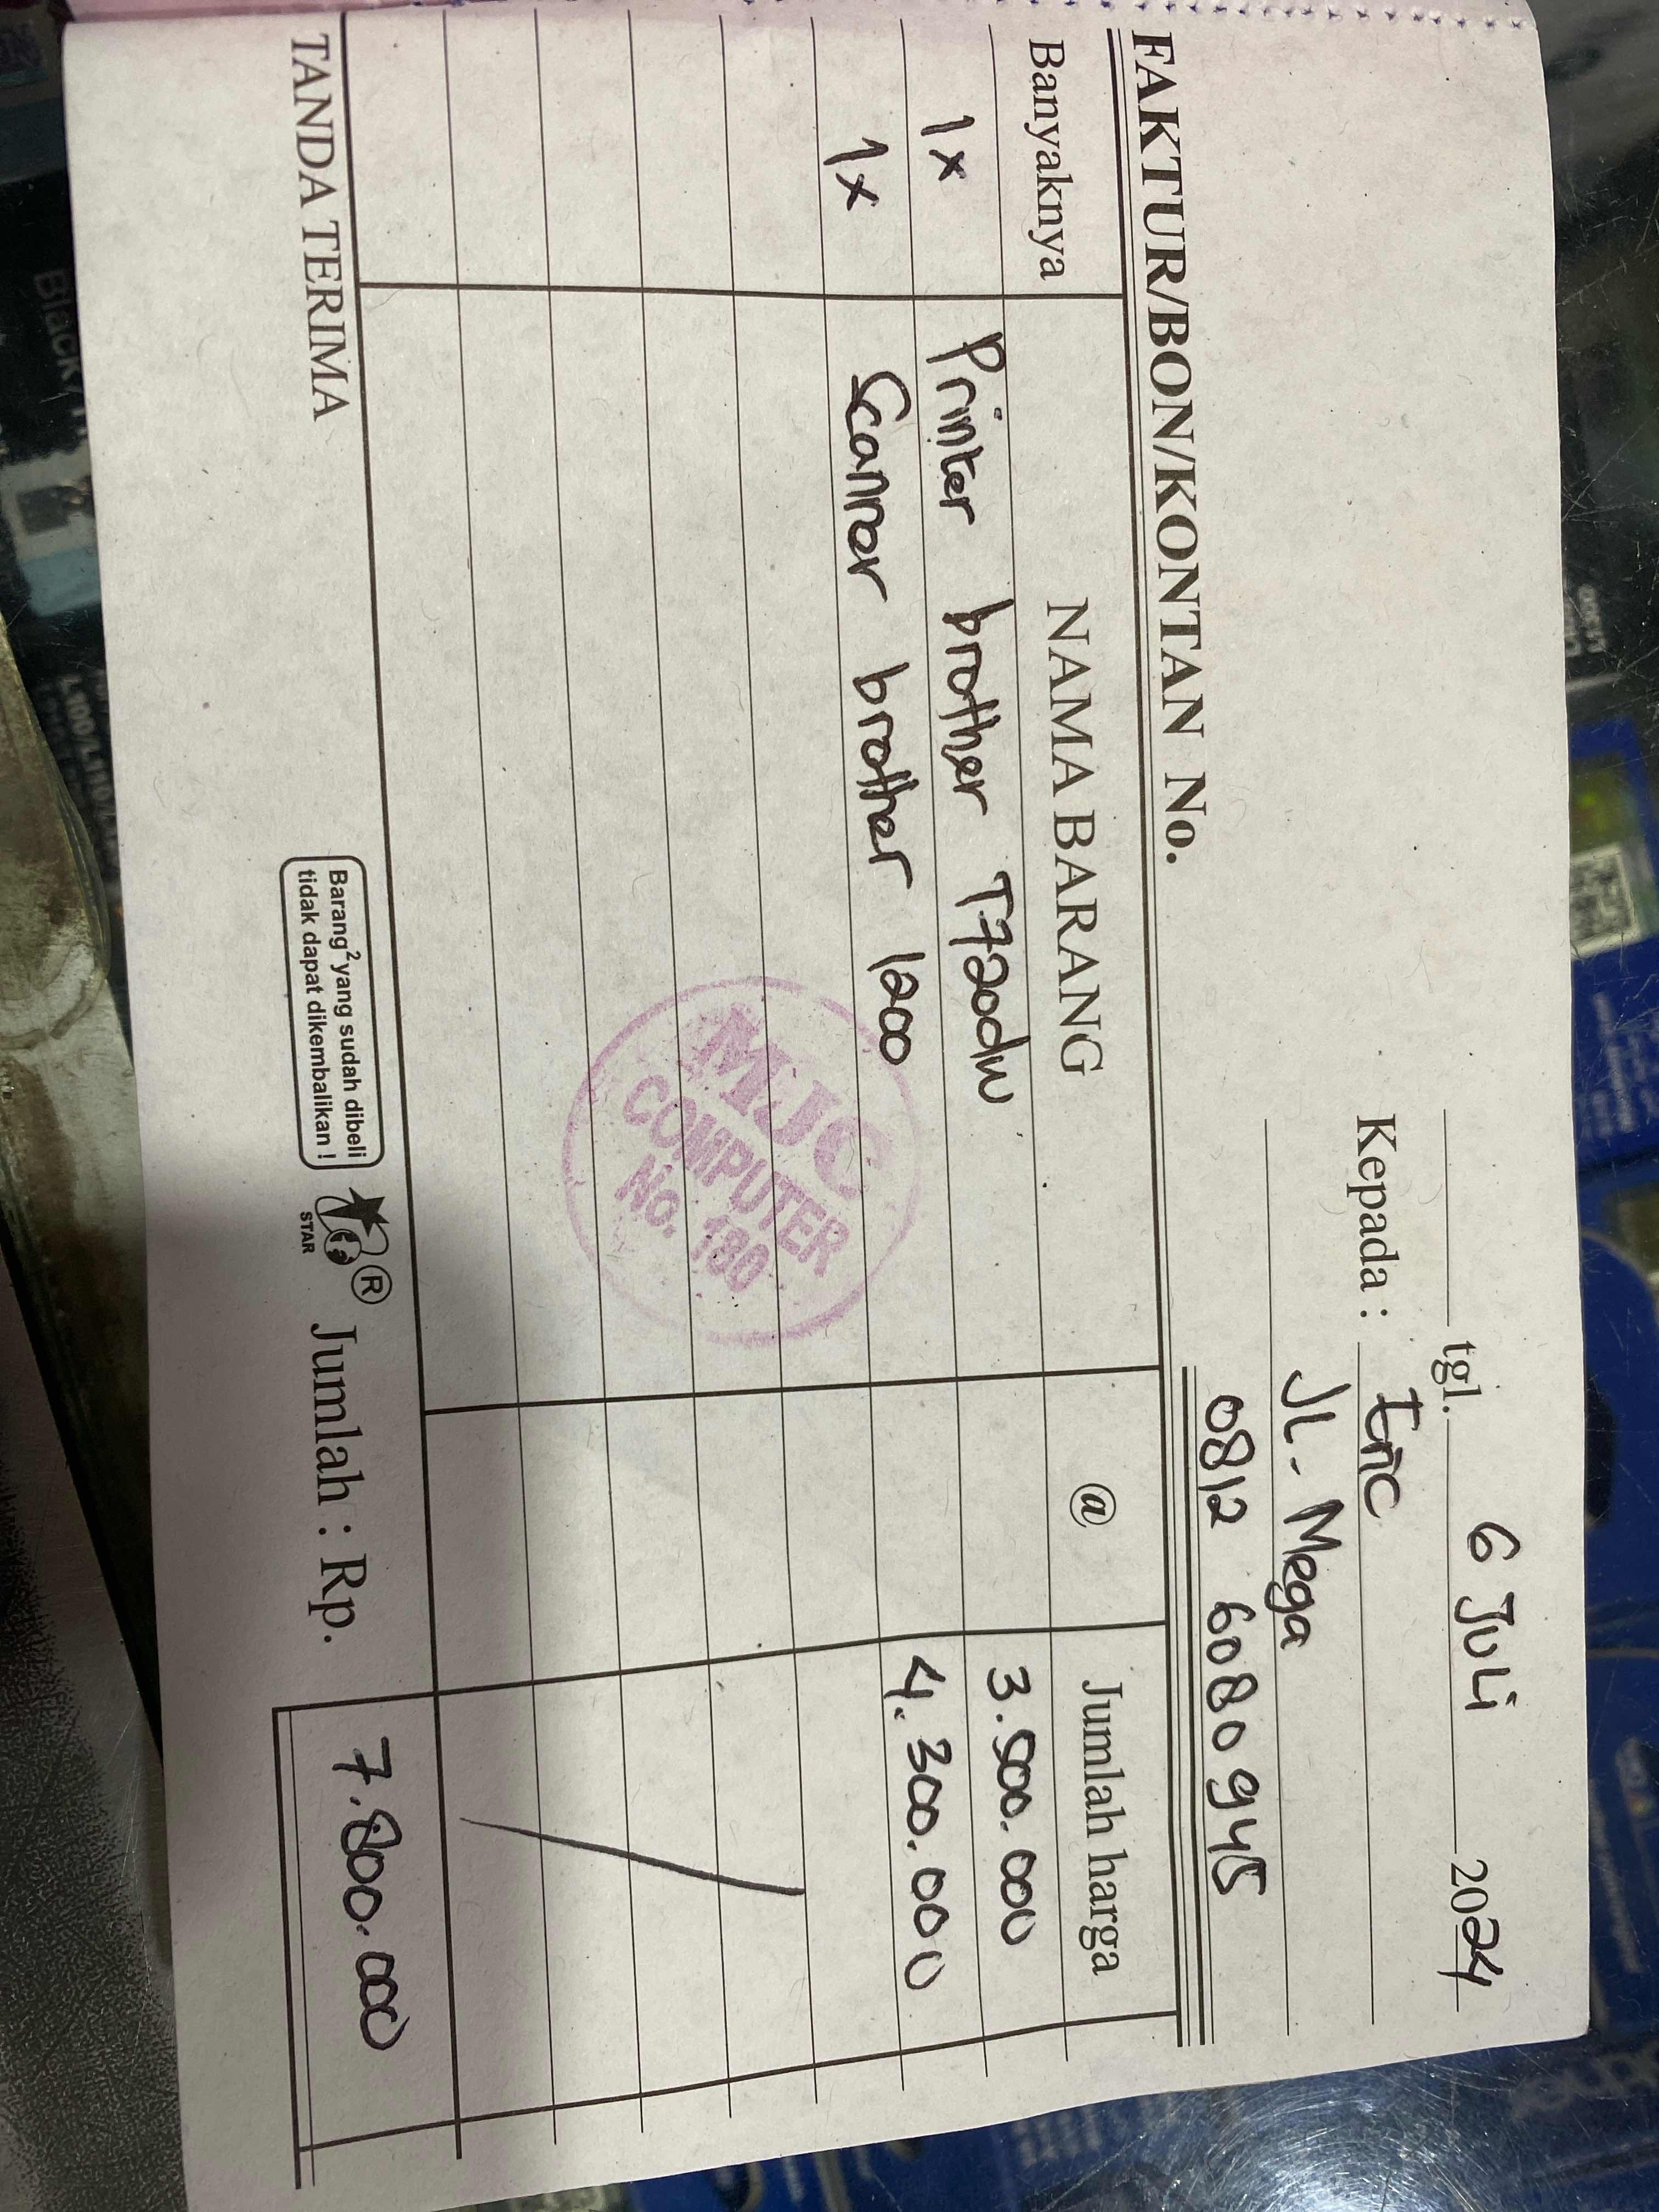 tgl. 6 Juli 2024
Kepada : Eric
JL. Mega
0812 6080 945
FAKTUR/BON/KONTAN No.
Banyaknya NAMA BARANG @ Jumlah harga
1x Printer brother T720dw 3.500.000
1x Scanner brother 1200 4.300.000
MJC
COMPUTER
No. 180
TANDA TERIMA
Barang² yang sudah dibeli
tidak dapat dikembalikan !
STAR
®
Jumlah : Rp. 7.800.000